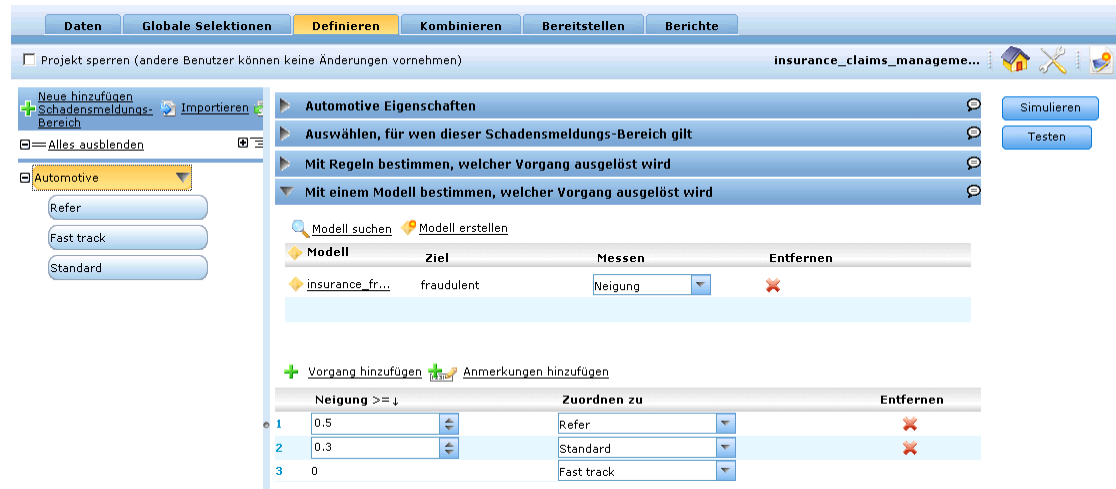 Daten Globale Selektionen Definieren Kombinieren Bereitstellen Berichte
Projekt sperren (andere Benutzer können keine Änderungen vornehmen) insurance_claims_manageme...
Neue hinzufügen
Schadensmeldungs-
Bereich
Importieren
Alles ausblenden
Automotive
Refer
Fast track
Standard
Automotive Eigenschaften
Auswählen, für wen dieser Schadensmeldungs-Bereich gilt
Mit Regeln bestimmen, welcher Vorgang ausgelöst wird
Mit einem Modell bestimmen, welcher Vorgang ausgelöst wird
Modell suchen Modell erstellen
Modell Ziel Messen Entfernen
insurance_fr... fraudulent Neigung
Vorgang hinzufügen Anmerkungen hinzufügen
Neigung >=↓ Zuordnen zu Entfernen
1 0.5 Refer
2 0.3 Standard
3 0 Fast track
Simulieren
Testen